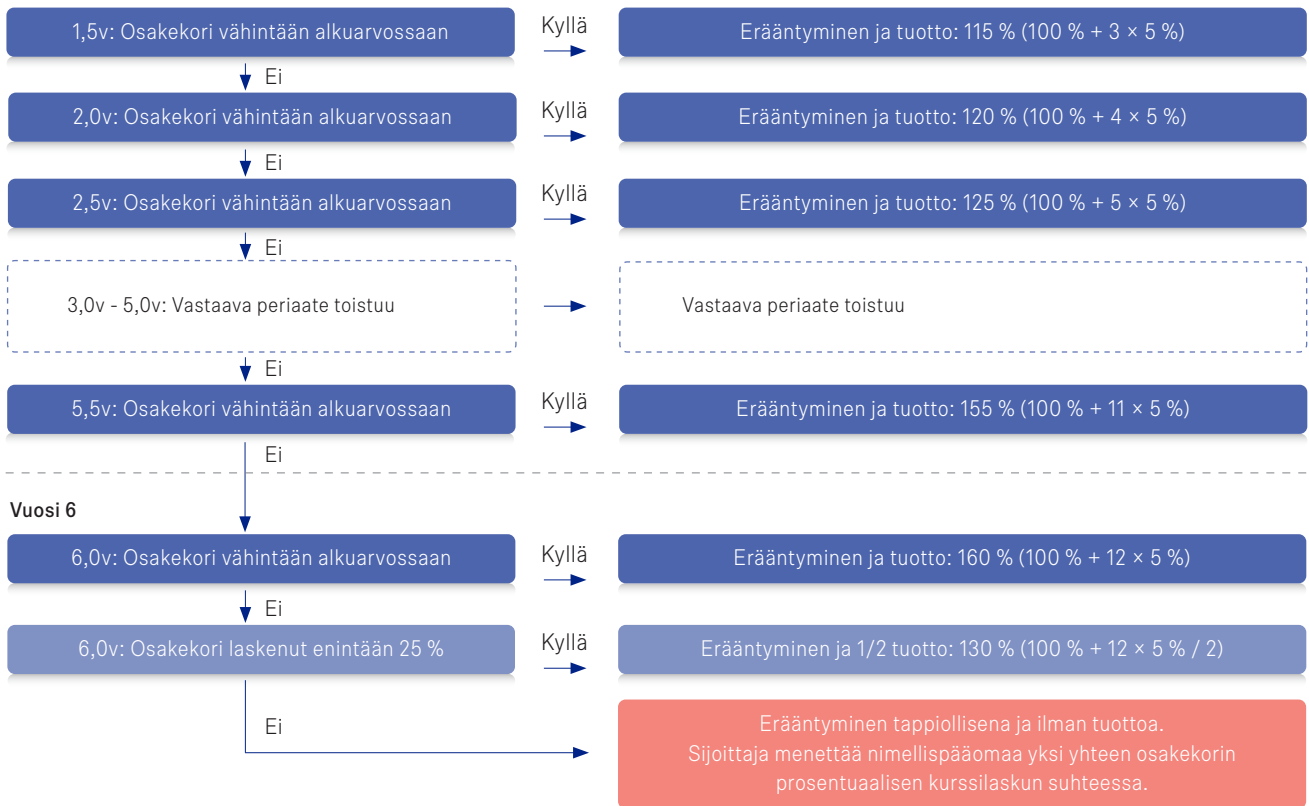 1,5v: Osakekori vähintään alkuarvossaan
Kyllä
Erääntyminen ja tuotto: 115 % (100 % + 3 × 5 %)
Ei
2,0v: Osakekori vähintään alkuarvossaan
Kyllä
Erääntyminen ja tuotto: 120 % (100 % + 4 × 5 %)
Ei
2,5v: Osakekori vähintään alkuarvossaan
Kyllä
Erääntyminen ja tuotto: 125 % (100 % + 5 × 5 %)
Ei
3,0v - 5,0v: Vastaava periaate toistuu
Vastaava periaate toistuu
Ei
5,5v: Osakekori vähintään alkuarvossaan
Kyllä
Erääntyminen ja tuotto: 155 % (100 % + 11 × 5 %)
Ei
Vuosi 6
6,0v: Osakekori vähintään alkuarvossaan
Kyllä
Erääntyminen ja tuotto: 160 % (100 % + 12 × 5 %)
Ei
6,0v: Osakekori laskenut enintään 25 %
Kyllä
Erääntyminen ja 1/2 tuotto: 130 % (100 % + 12 × 5 % / 2)
Ei
Erääntyminen tappiollisena ja ilman tuottoa.
Sijoittaja menettää nimellispääomaa yksi yhteen osakekorin
prosentuaalisen kurssilaskun suhteessa.